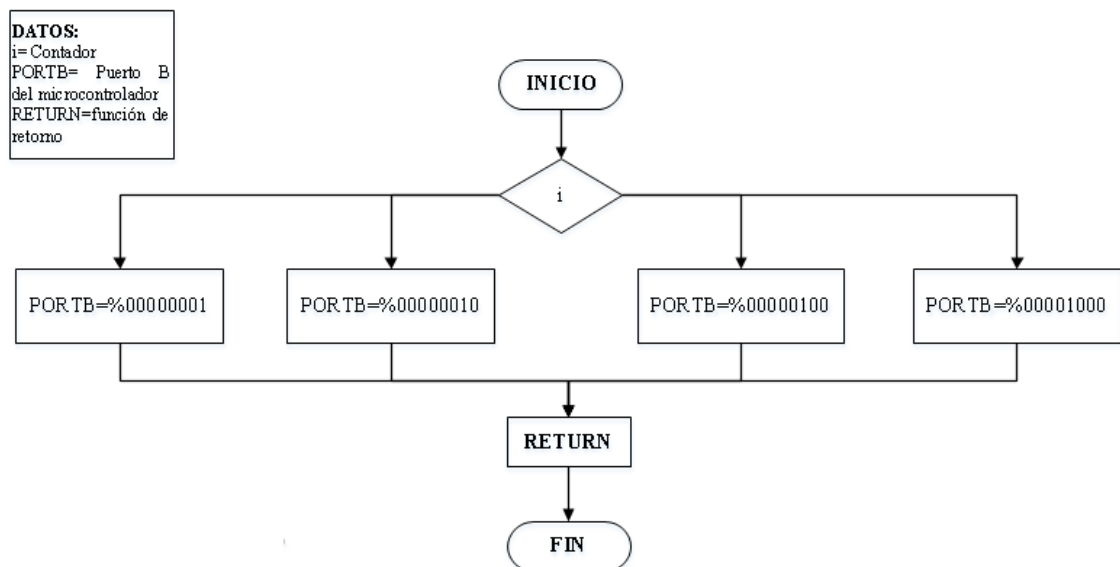 DATOS:
i= Contador
PORTB= Puerto B
del microcontrolador
RETURN=función de
retorno
INICIO
i
PORTB=%00000001
PORTB=%00000010
PORTB=%00000100
PORTB=%00001000
RETURN
FIN